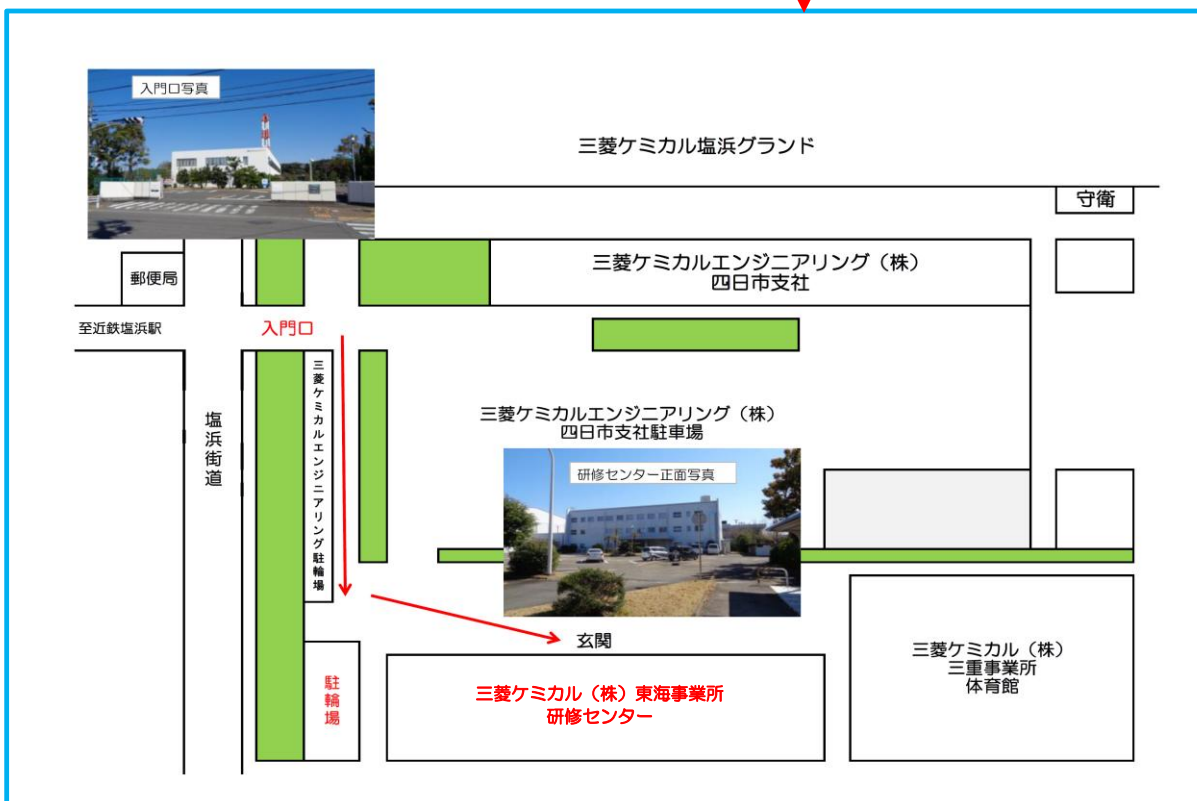 入門口写真
三菱ケミカル塩浜グランド
守衛
郵便局
三菱ケミカルエンジニアリング（株）
四日市支社
至近鉄塩浜駅
入門口
塩浜街道
三菱ケミカルエンジニアリング駐輪場
三菱ケミカルエンジニアリング（株）
四日市支社駐車場
研修センター正面写真
玄関
駐輪場
三菱ケミカル（株）東海事業所
研修センター
三菱ケミカル（株）
三重事業所
体育館